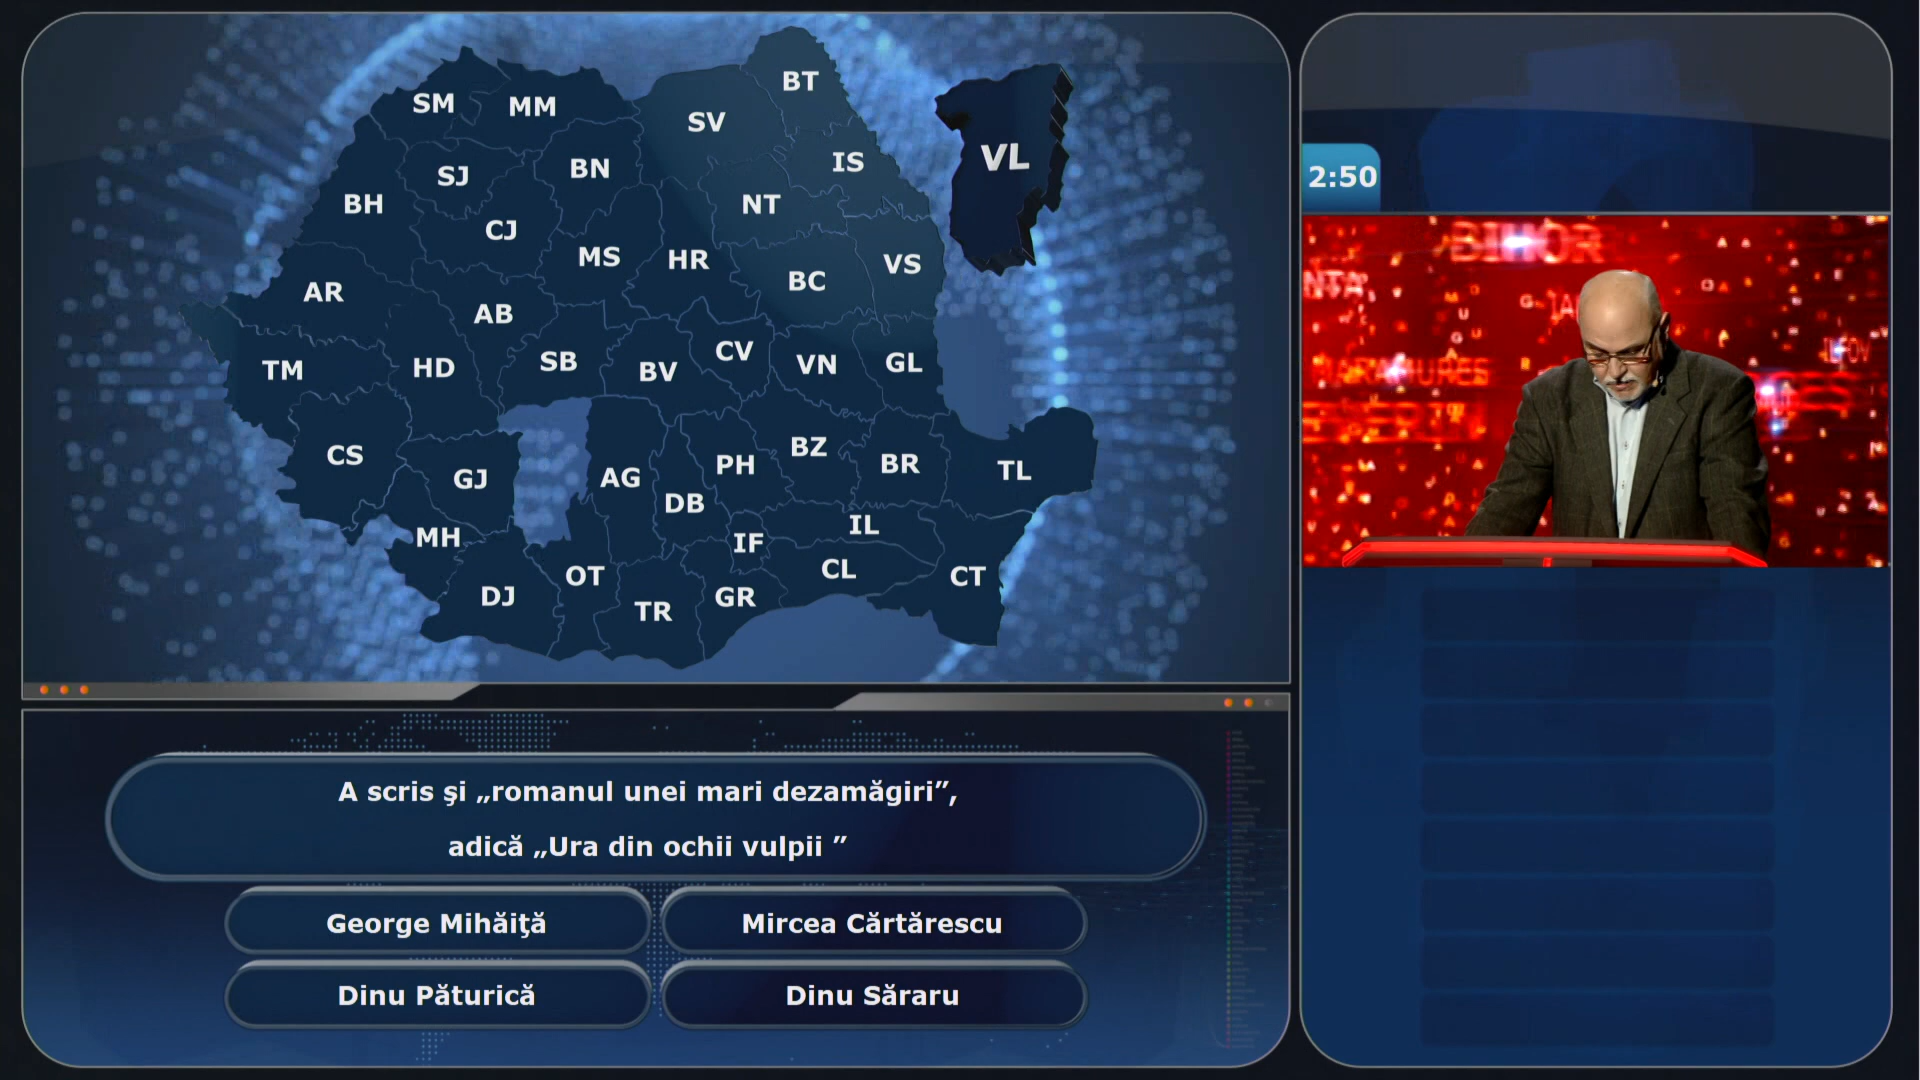 BT
SM
MM
SV
VL
SJ
BN
IS
BH
CJ
NT
MS
HR
BC
VS
AR
AB
TM
HD
SB
BV
CV
VN
GL
CS
GJ
AG
PH
BZ
BR
TL
DB
MH
IF
IL
DJ
OT
TR
GR
CL
CT
2:50
BIHOR
A scris şi „romanul unei mari dezamăgiri”,
adică „Ura din ochii vulpii ”
George Mihăiţă
Mircea Cărtărescu
Dinu Păturică
Dinu Săraru